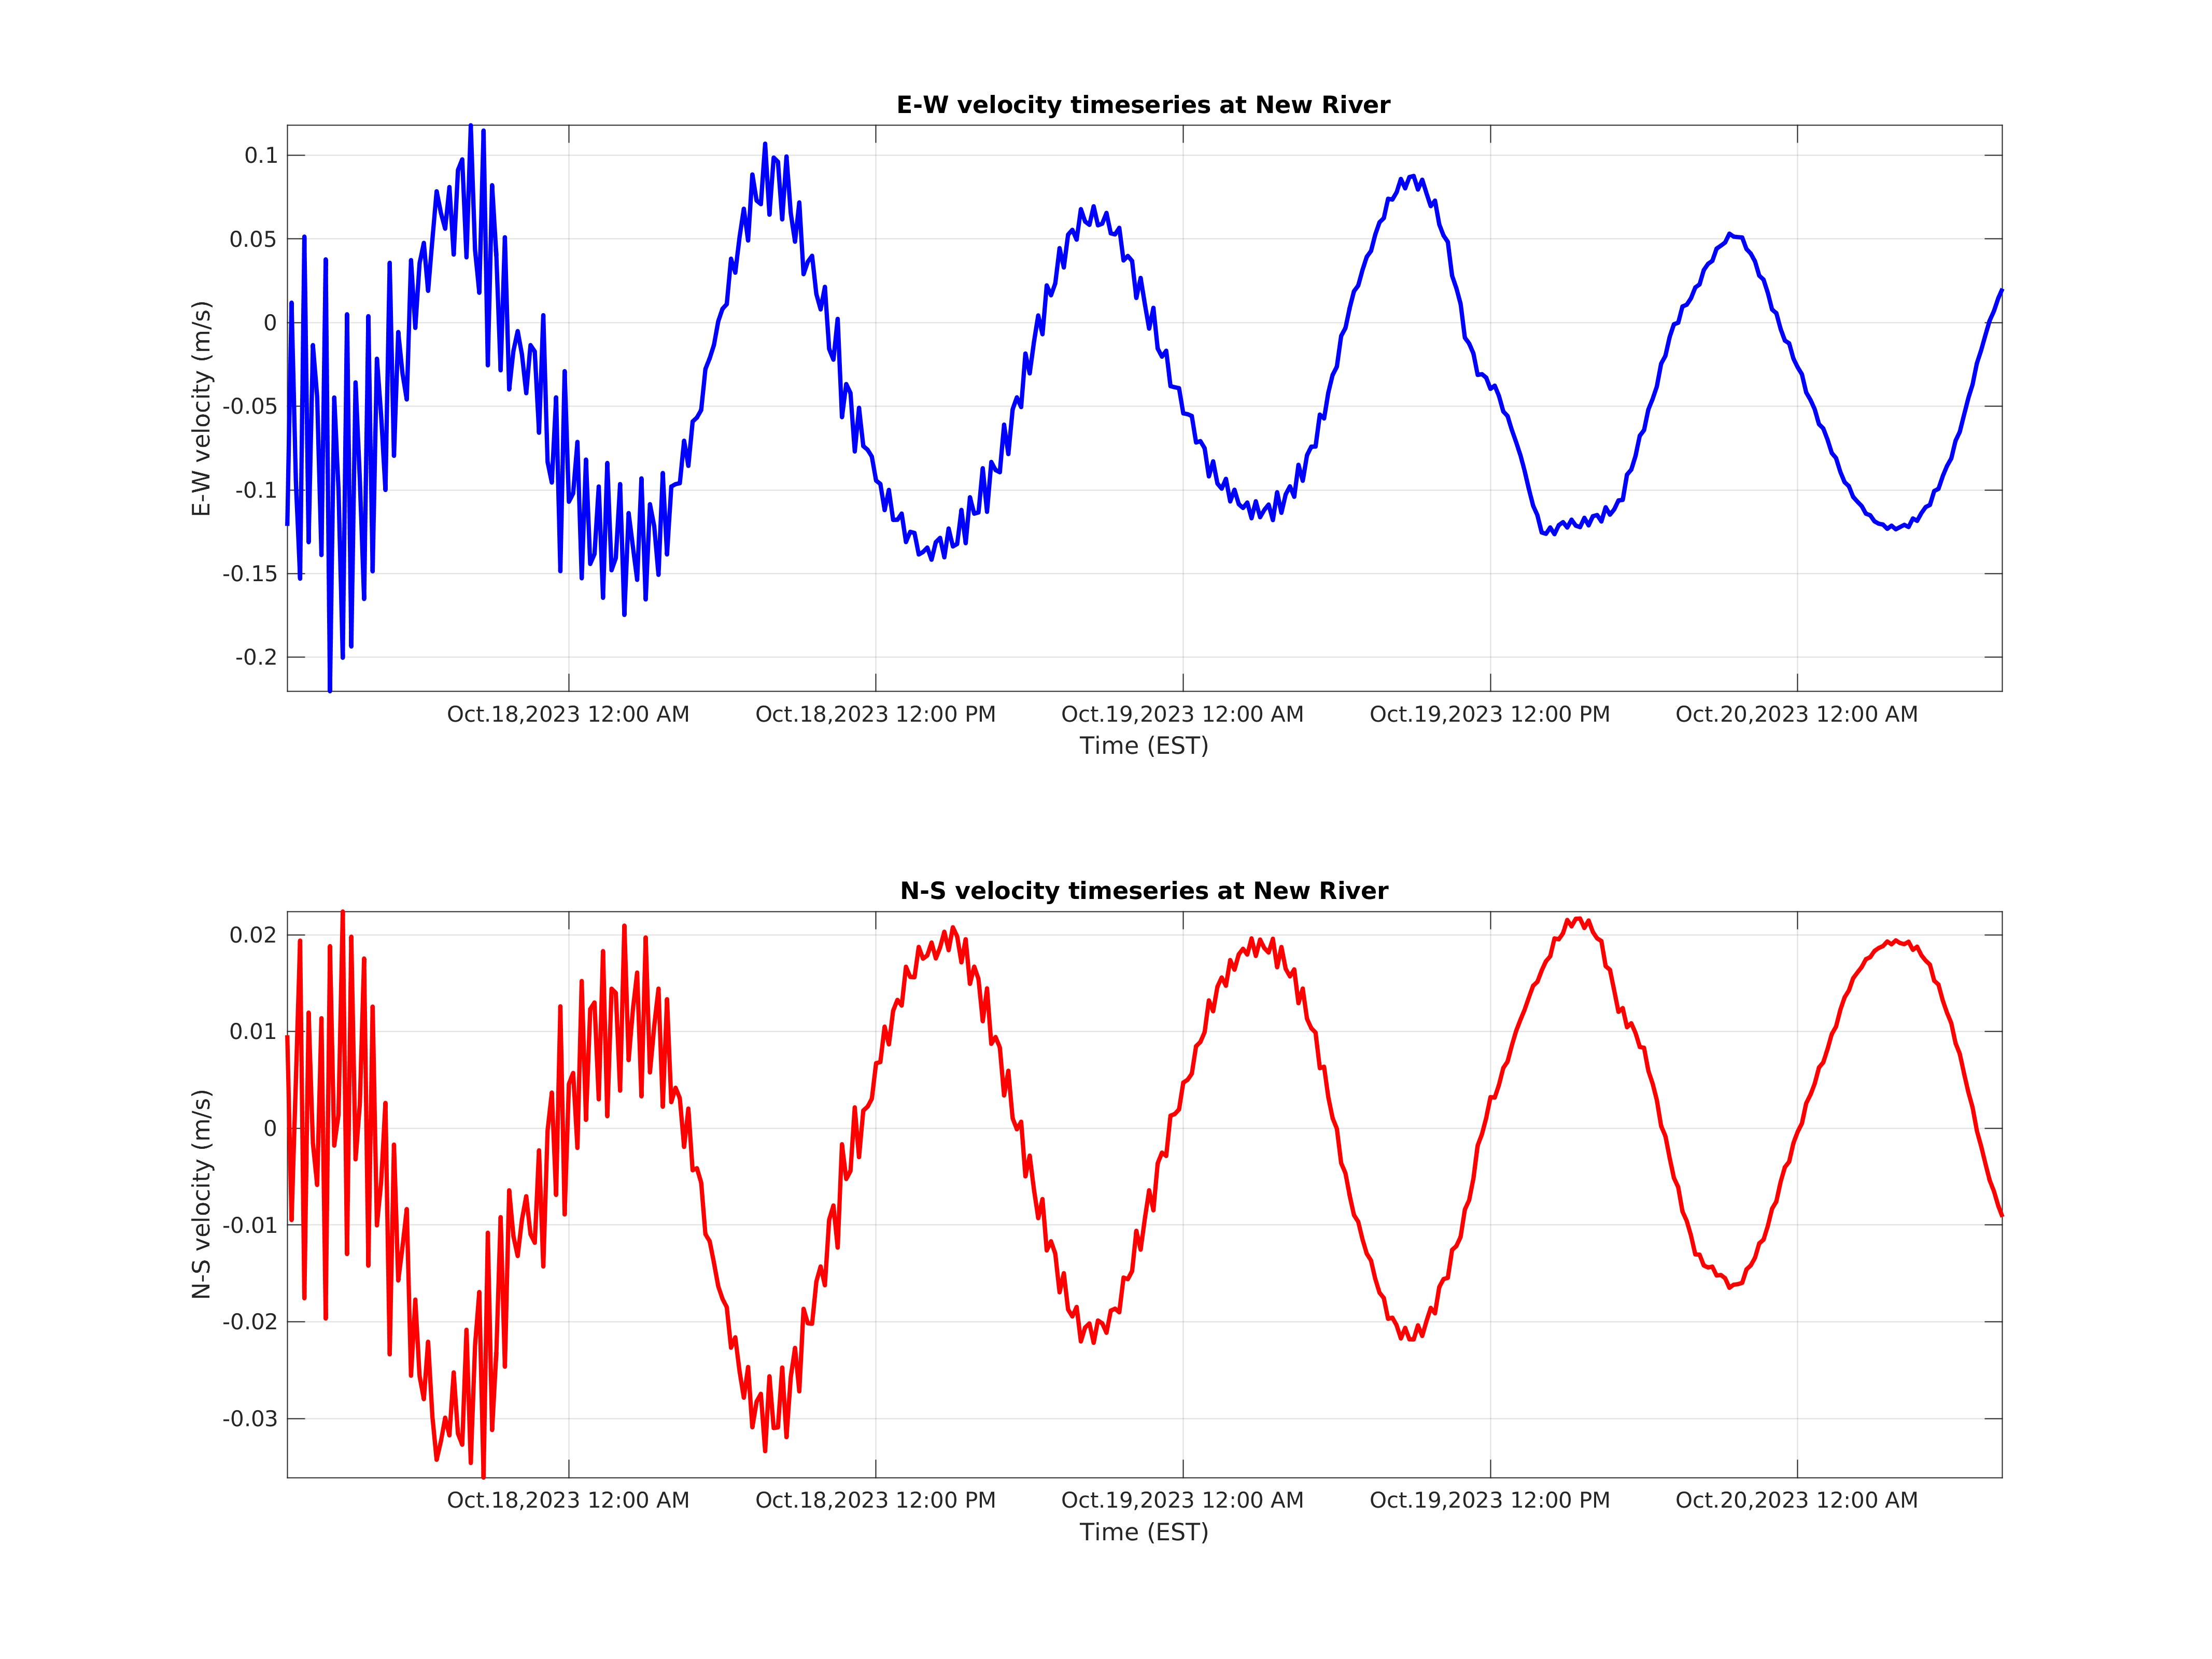 E-W velocity timeseries at New River
0.1
0.05
0
-0.05
-0.1
-0.15
-0.2
E-W velocity (m/s)
Oct.18,2023 12:00 AM Oct.18,2023 12:00 PM Oct.19,2023 12:00 AM Oct.19,2023 12:00 PM Oct.20,2023 12:00 AM
Time (EST)
N-S velocity timeseries at New River
0.02
0.01
0
-0.01
-0.02
-0.03
N-S velocity (m/s)
Oct.18,2023 12:00 AM Oct.18,2023 12:00 PM Oct.19,2023 12:00 AM Oct.19,2023 12:00 PM Oct.20,2023 12:00 AM
Time (EST)